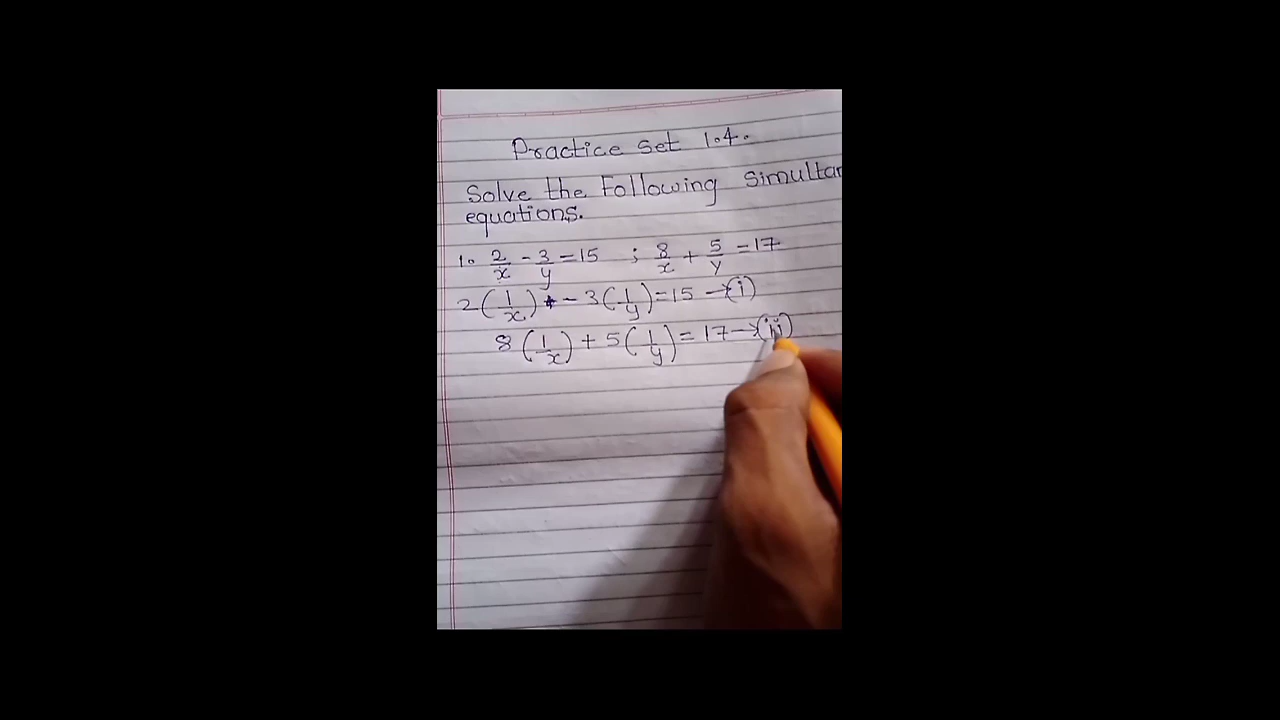 Practice set 1.4.
Solve the Following
equations.
1. 2/x - 3/y = 15 ; 8/x + 5/y = 17
2(1/x) - 3(1/y) = 15 → (i)
8(1/x) + 5(1/y) = 17 → (ii)